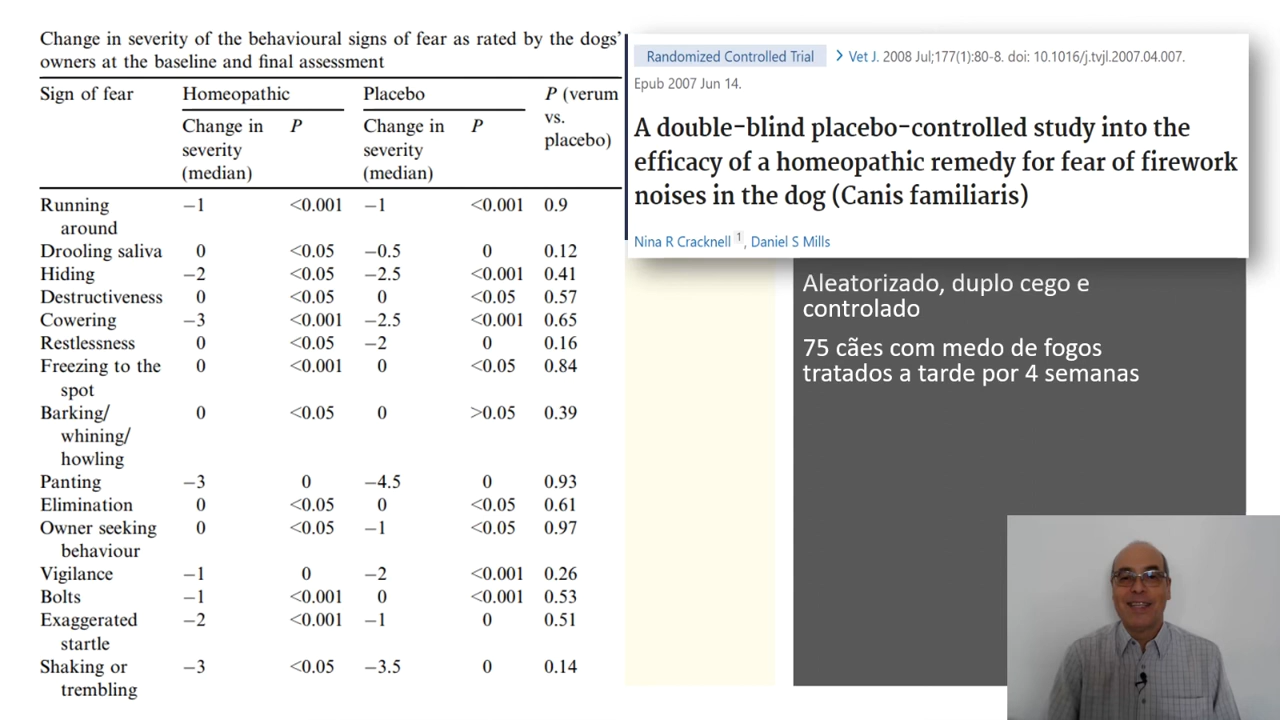 Change in severity of the behavioural signs of fear as rated by the dogs'
owners at the baseline and final assessment
Sign of fear Homeopathic Placebo P (verum
vs.
placebo)
Change in P Change in P
severity severity
(median) (median)
Running −1 <0.001 −1 <0.001 0.9
around
Drooling saliva 0 <0.05 −0.5 0 0.12
Hiding −2 <0.05 −2.5 <0.001 0.41
Destructiveness 0 <0.05 0 <0.05 0.57
Cowering −3 <0.001 −2.5 <0.001 0.65
Restlessness 0 <0.05 −2 0 0.16
Freezing to the 0 <0.001 0 <0.05 0.84
spot
Barking/ 0 <0.05 0 >0.05 0.39
whining/
howling
Panting −3 0 −4.5 0 0.93
Elimination 0 <0.05 0 <0.05 0.61
Owner seeking 0 <0.05 −1 <0.05 0.97
behaviour
Vigilance −1 0 −2 <0.001 0.26
Bolts −1 <0.001 0 <0.001 0.53
Exaggerated −2 <0.001 −1 0 0.51
startle
Shaking or −3 <0.05 −3.5 0 0.14
trembling
Randomized Controlled Trial > Vet J. 2008 Jul;177(1):80-8. doi: 10.1016/j.tvjl.2007.04.007.
Epub 2007 Jun 14.
A double-blind placebo-controlled study into the
efficacy of a homeopathic remedy for fear of firework
noises in the dog (Canis familiaris)
Nina R Cracknell 1, Daniel S Mills
Aleatorizado, duplo cego e
controlado
75 cães com medo de fogos
tratados a tarde por 4 semanas